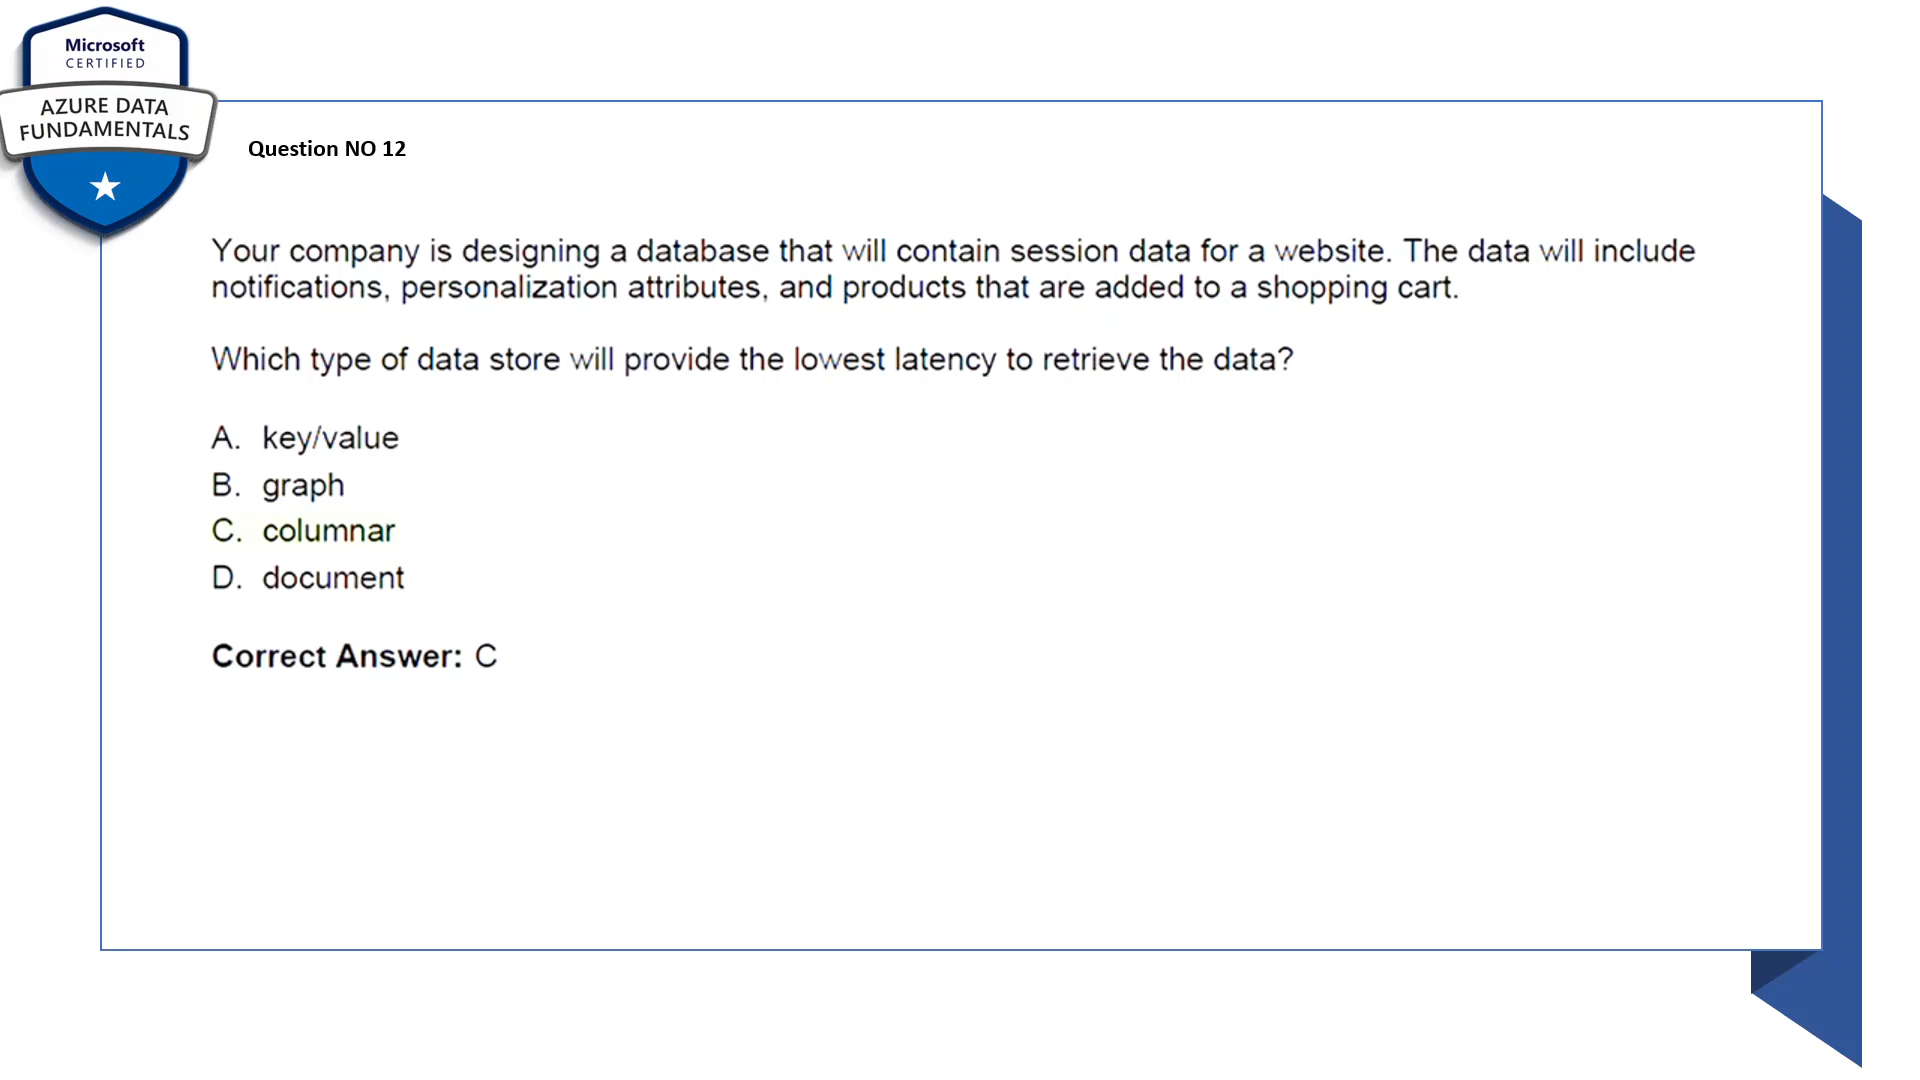 Microsoft
CERTIFIED
AZURE DATA
FUNDAMENTALS
Question NO 12
Your company is designing a database that will contain session data for a website. The data will include
notifications, personalization attributes, and products that are added to a shopping cart.
Which type of data store will provide the lowest latency to retrieve the data?
A. key/value
B. graph
C. columnar
D. document
Correct Answer: C